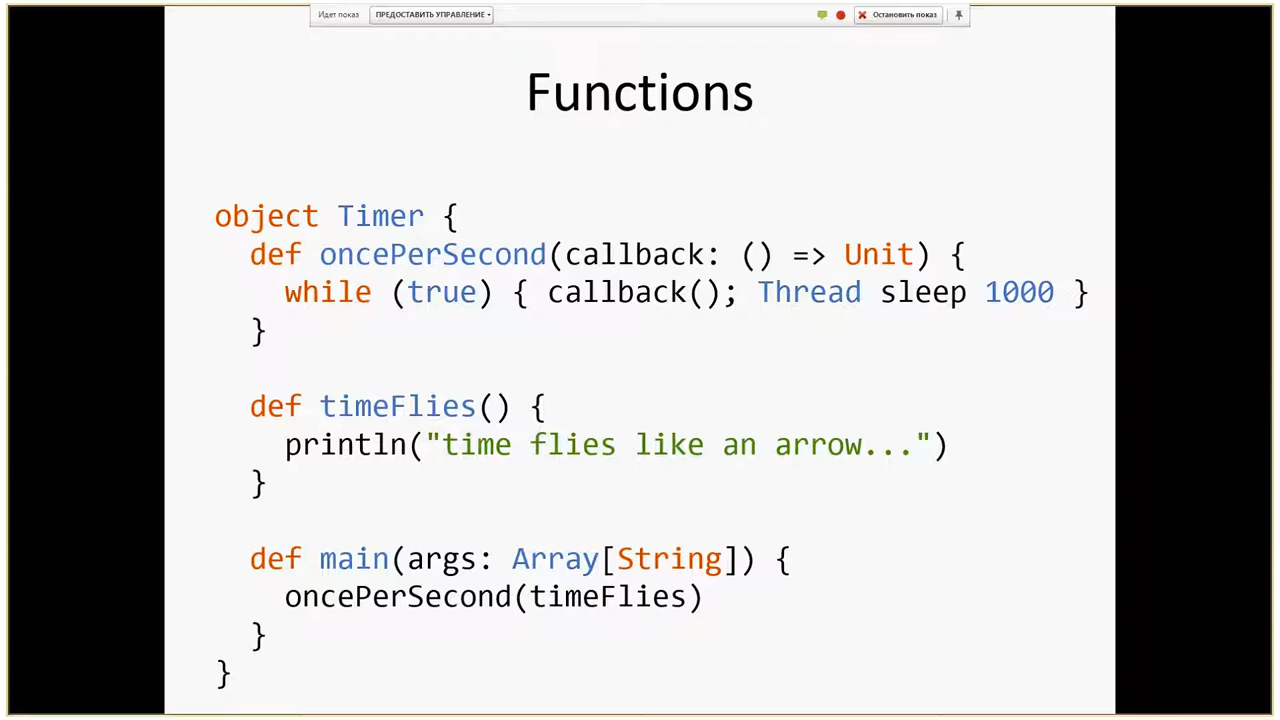 Идет показ ПРЕДОСТАВИТЬ УПРАВЛЕНИЕ Остановить показ
Functions
object Timer {
  def oncePerSecond(callback: () => Unit) {
    while (true) { callback(); Thread sleep 1000 }
  }
  def timeFlies() {
    println("time flies like an arrow...")
  }
  def main(args: Array[String]) {
    oncePerSecond(timeFlies)
  }
}